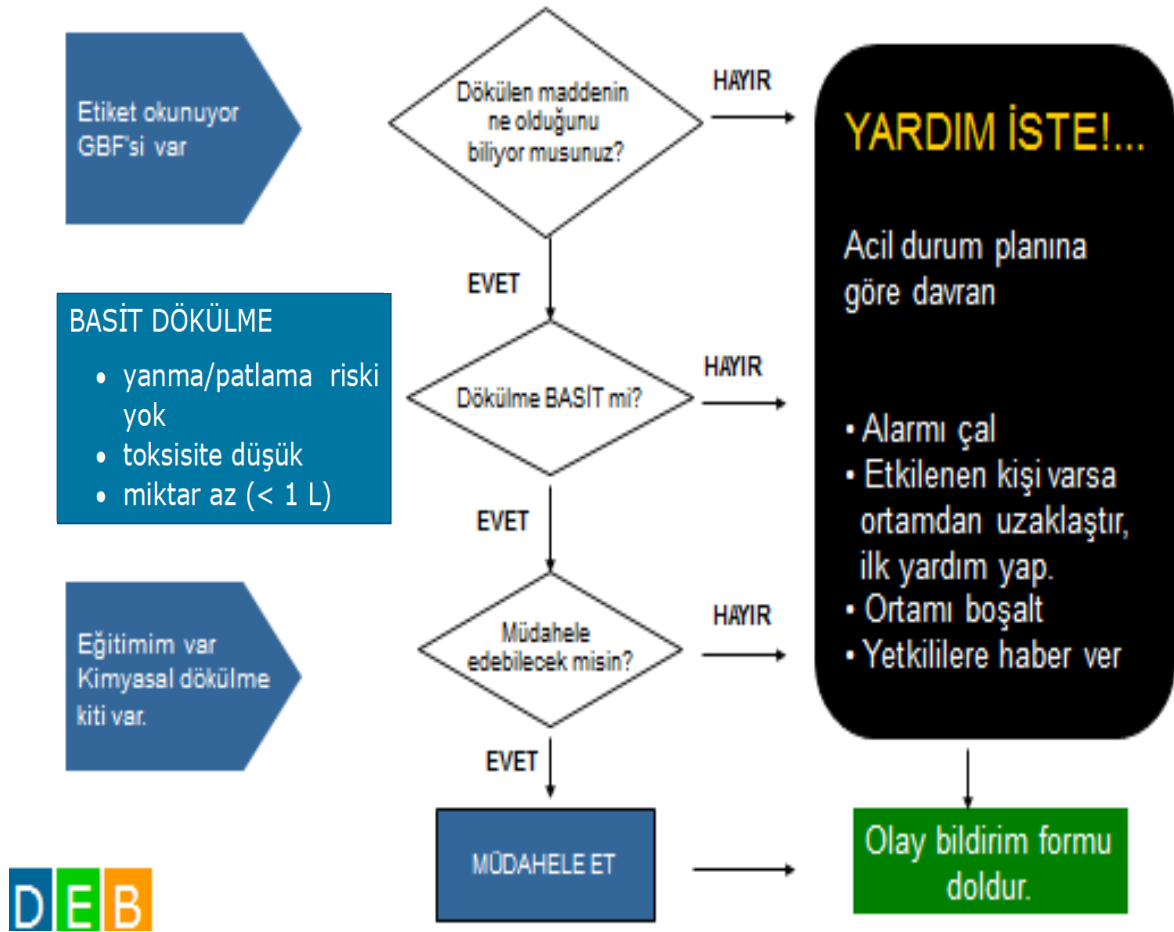 Etiket okunuyor
GBF'si var
Dökülen maddenin
ne olduğunu
biliyor musunuz?
HAYIR
EVET
BASİT DÖKÜLME
• yanma/patlama riski
yok
• toksisite düşük
• miktar az (< 1 L)
Dökülme BASİT mi?
HAYIR
EVET
Eğitimim var
Kimyasal dökülme
kiti var.
Müdahele
edebilecek misin?
HAYIR
EVET
MÜDAHELE ET
YARDIM İSTE!...
Acil durum planına
göre davran
• Alarmı çal
• Etkilenen kişi varsa
ortamdan uzaklaştır,
ilk yardım yap.
• Ortamı boşalt
• Yetkililere haber ver
Olay bildirim formu
doldur.
DEB